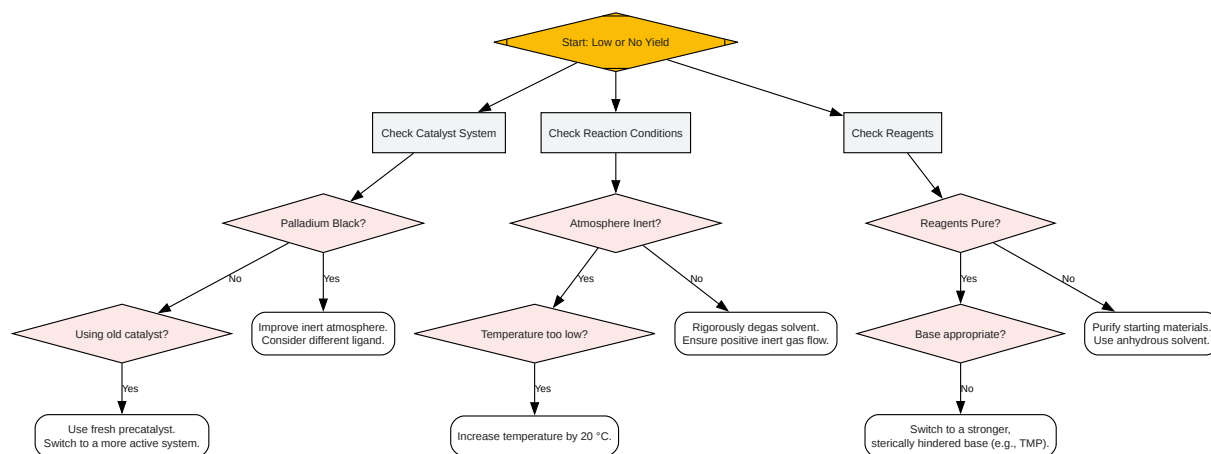 Start: Low or No Yield
Check Catalyst System
Check Reaction Conditions
Check Reagents
Palladium Black?
Atmosphere Inert?
Reagents Pure?
No
Yes
Yes
No
Yes
No
Using old catalyst?
Improve inert atmosphere.
Consider different ligand.
Temperature too low?
Rigorously degas solvent.
Ensure positive inert gas flow.
Base appropriate?
Purify starting materials.
Use anhydrous solvent.
Yes
Yes
No
Use fresh precatalyst.
Switch to a more active system.
Increase temperature by 20 °C.
Switch to a stronger,
sterically hindered base (e.g., TMP).